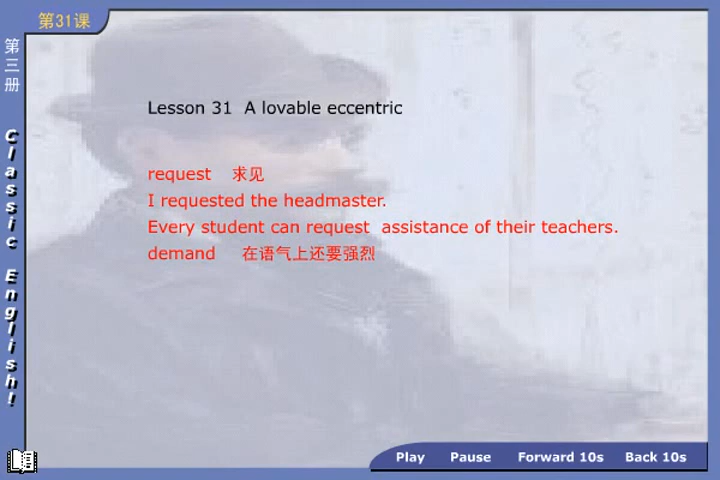 第31课
第三册
Classic English!
Lesson 31 A lovable eccentric
request 求见
I requested the headmaster.
Every student can request assistance of their teachers.
demand 在语气上还要强烈
Play Pause Forward 10s Back 10s